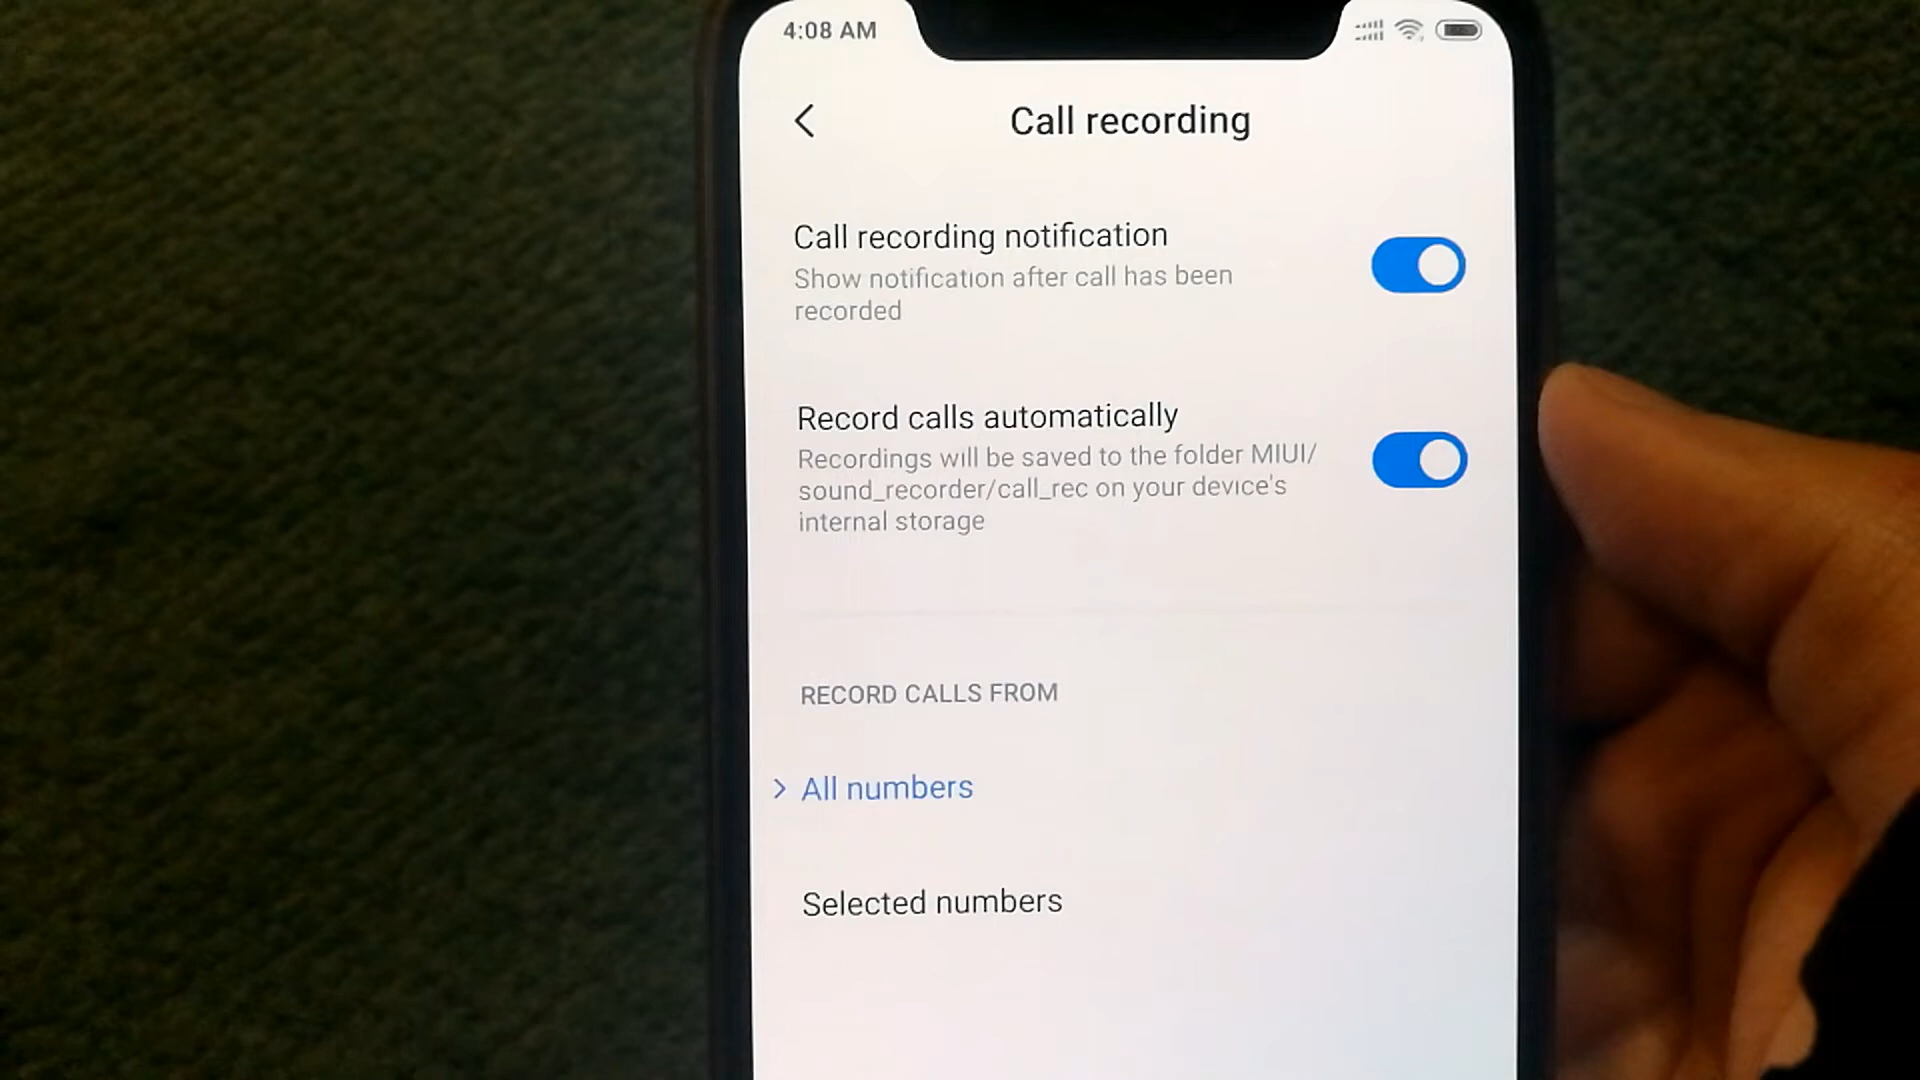 4:08 AM
Call recording
Call recording notification
Show notification after call has been
recorded
Record calls automatically
Recordings will be saved to the folder MIUI/
sound_recorder/call_rec on your device's
internal storage
RECORD CALLS FROM
All numbers
Selected numbers